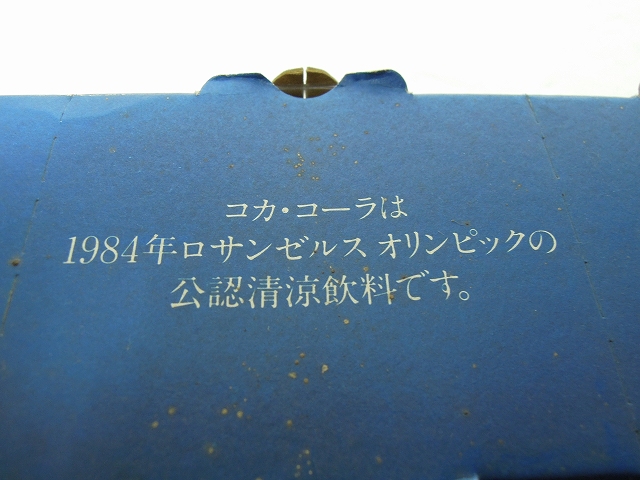 コカ・コーラは
1984年ロサンゼルス オリンピックの
公認清涼飲料です。